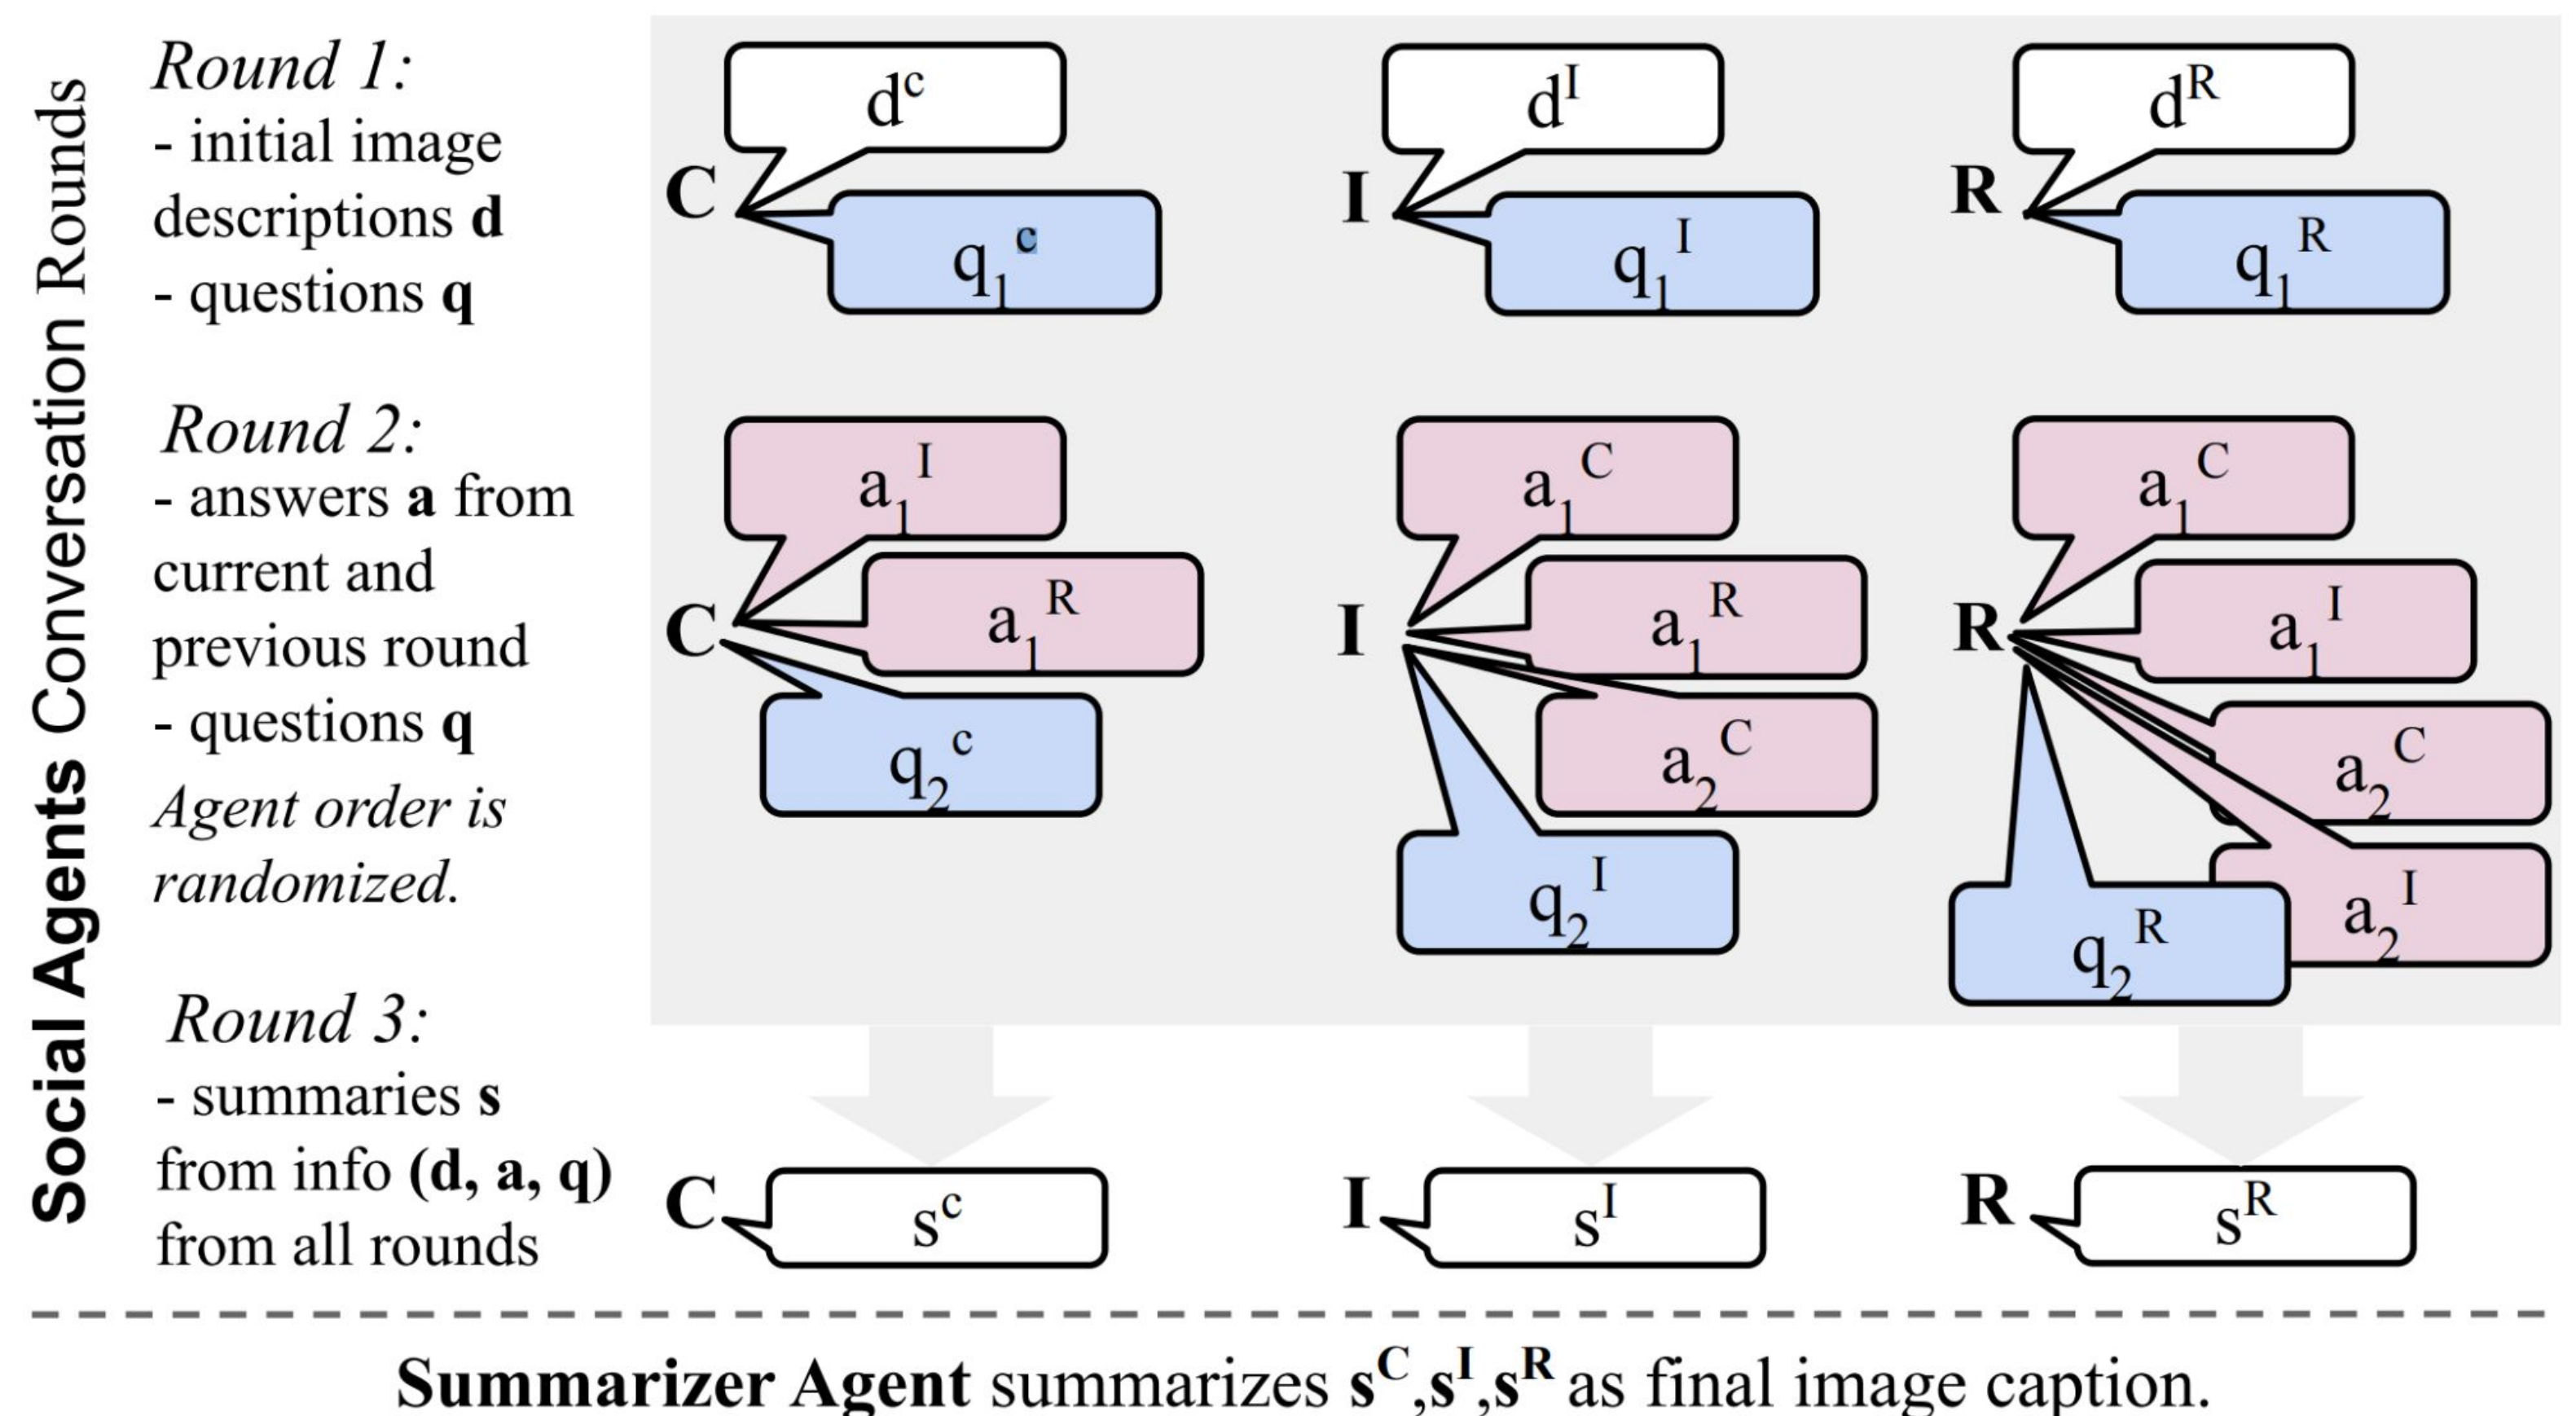 Social Agents Conversation Rounds
Round 1:
- initial image
descriptions d
- questions q
C
d^c
q_1^c
I
d^I
q_1^I
R
d^R
q_1^R
Round 2:
- answers a from
current and
previous round
- questions q
Agent order is
randomized.
C
a_1^I
a_1^R
q_2^c
I
a_1^C
a_1^R
a_2^C
q_2^I
R
a_1^C
a_1^I
a_2^C
a_2^I
q_2^R
Round 3:
- summaries s
from info (d, a, q)
from all rounds
C
s^c
I
s^I
R
s^R
Summarizer Agent summarizes s^C,s^I,s^R as final image caption.